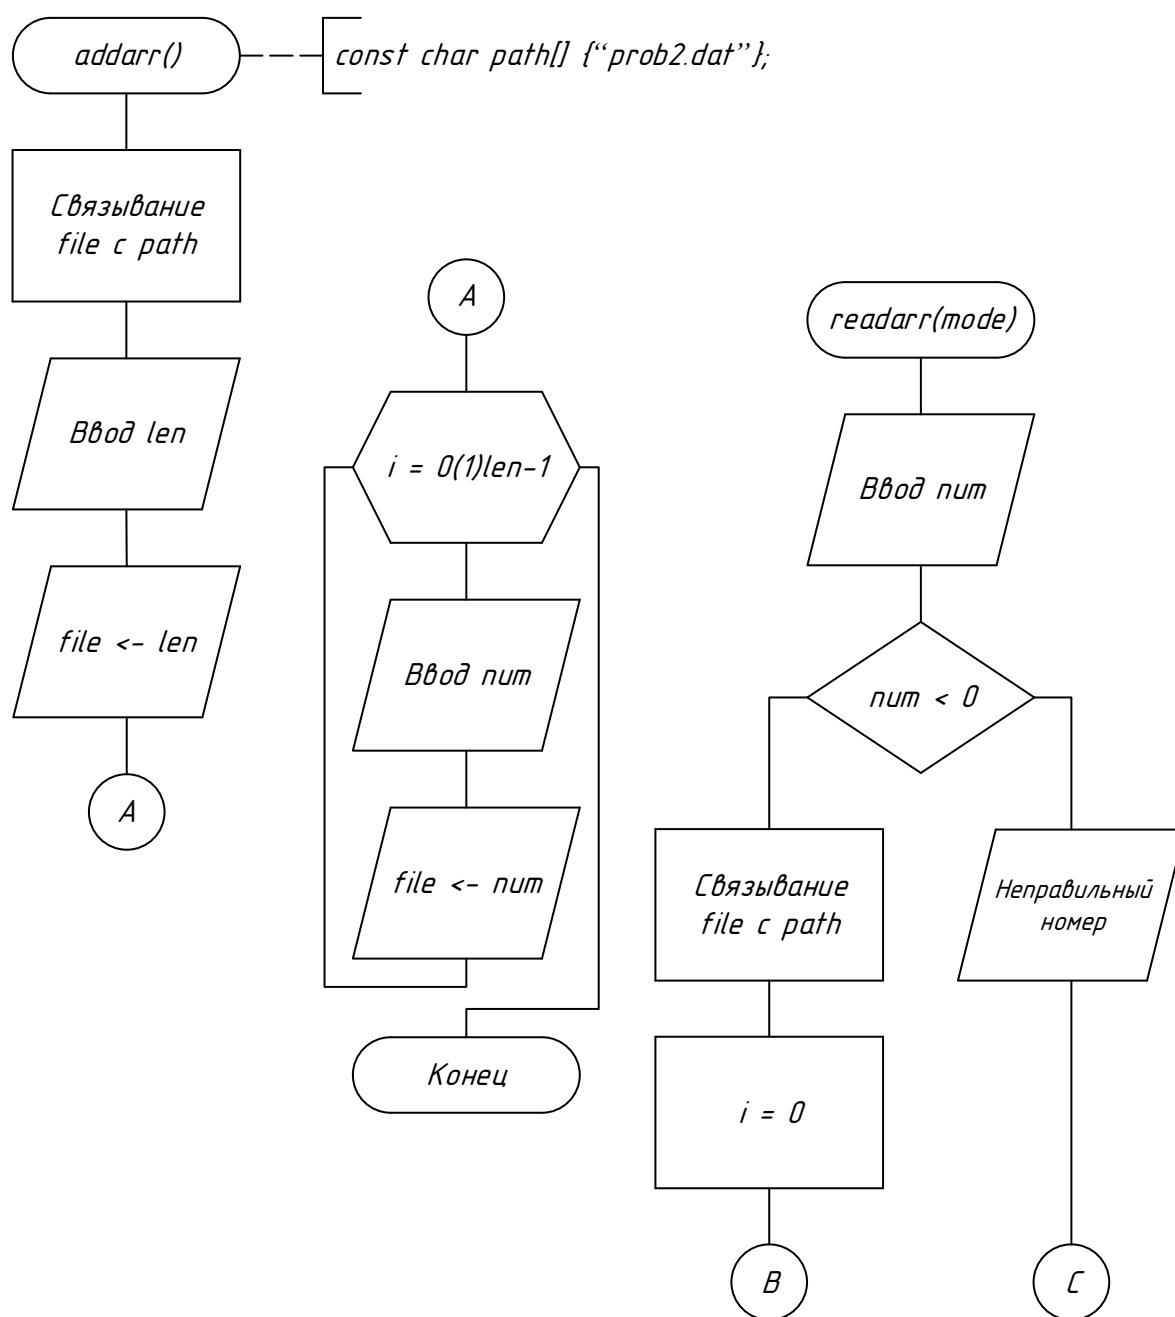 addarr()
const char path[] {“prob2.dat”};
Связывание
file с path
Ввод len
file <- len
A
A
i = 0(1)len-1
Ввод num
file <- num
Конец
readarr(mode)
Ввод num
num < 0
Связывание
file с path
i = 0
B
Неправильный
номер
C